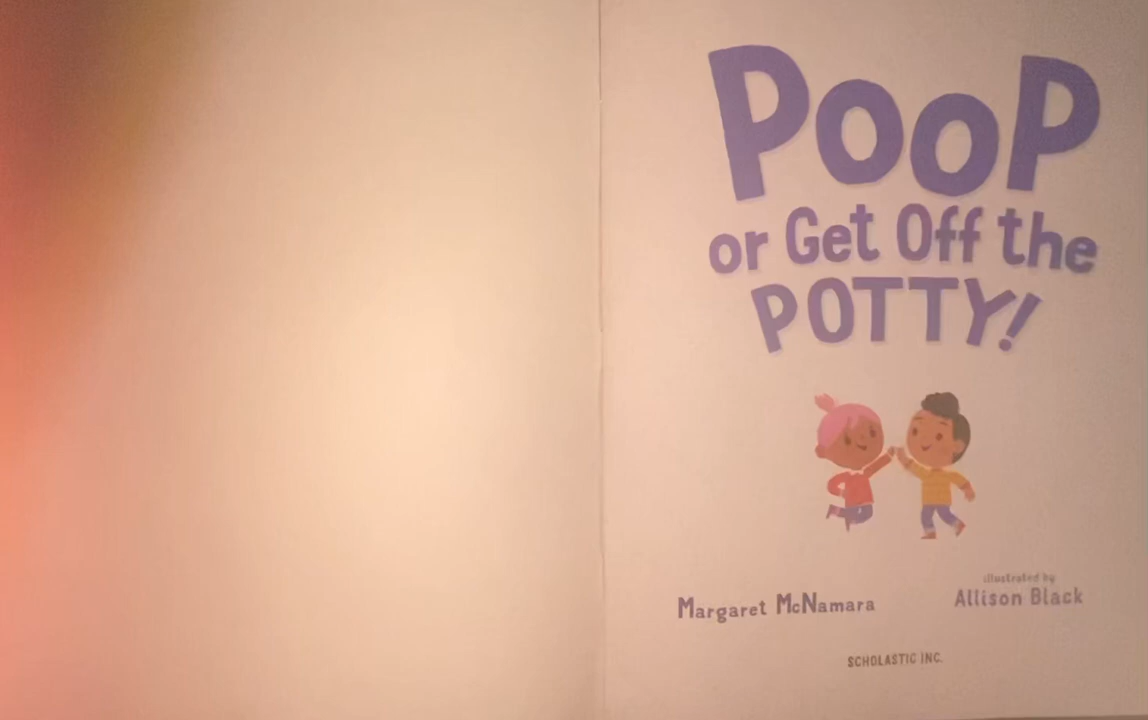 POOP
or Get Off the
POTTY!
Margaret McNamara
illustrated by
Allison Black
SCHOLASTIC INC.